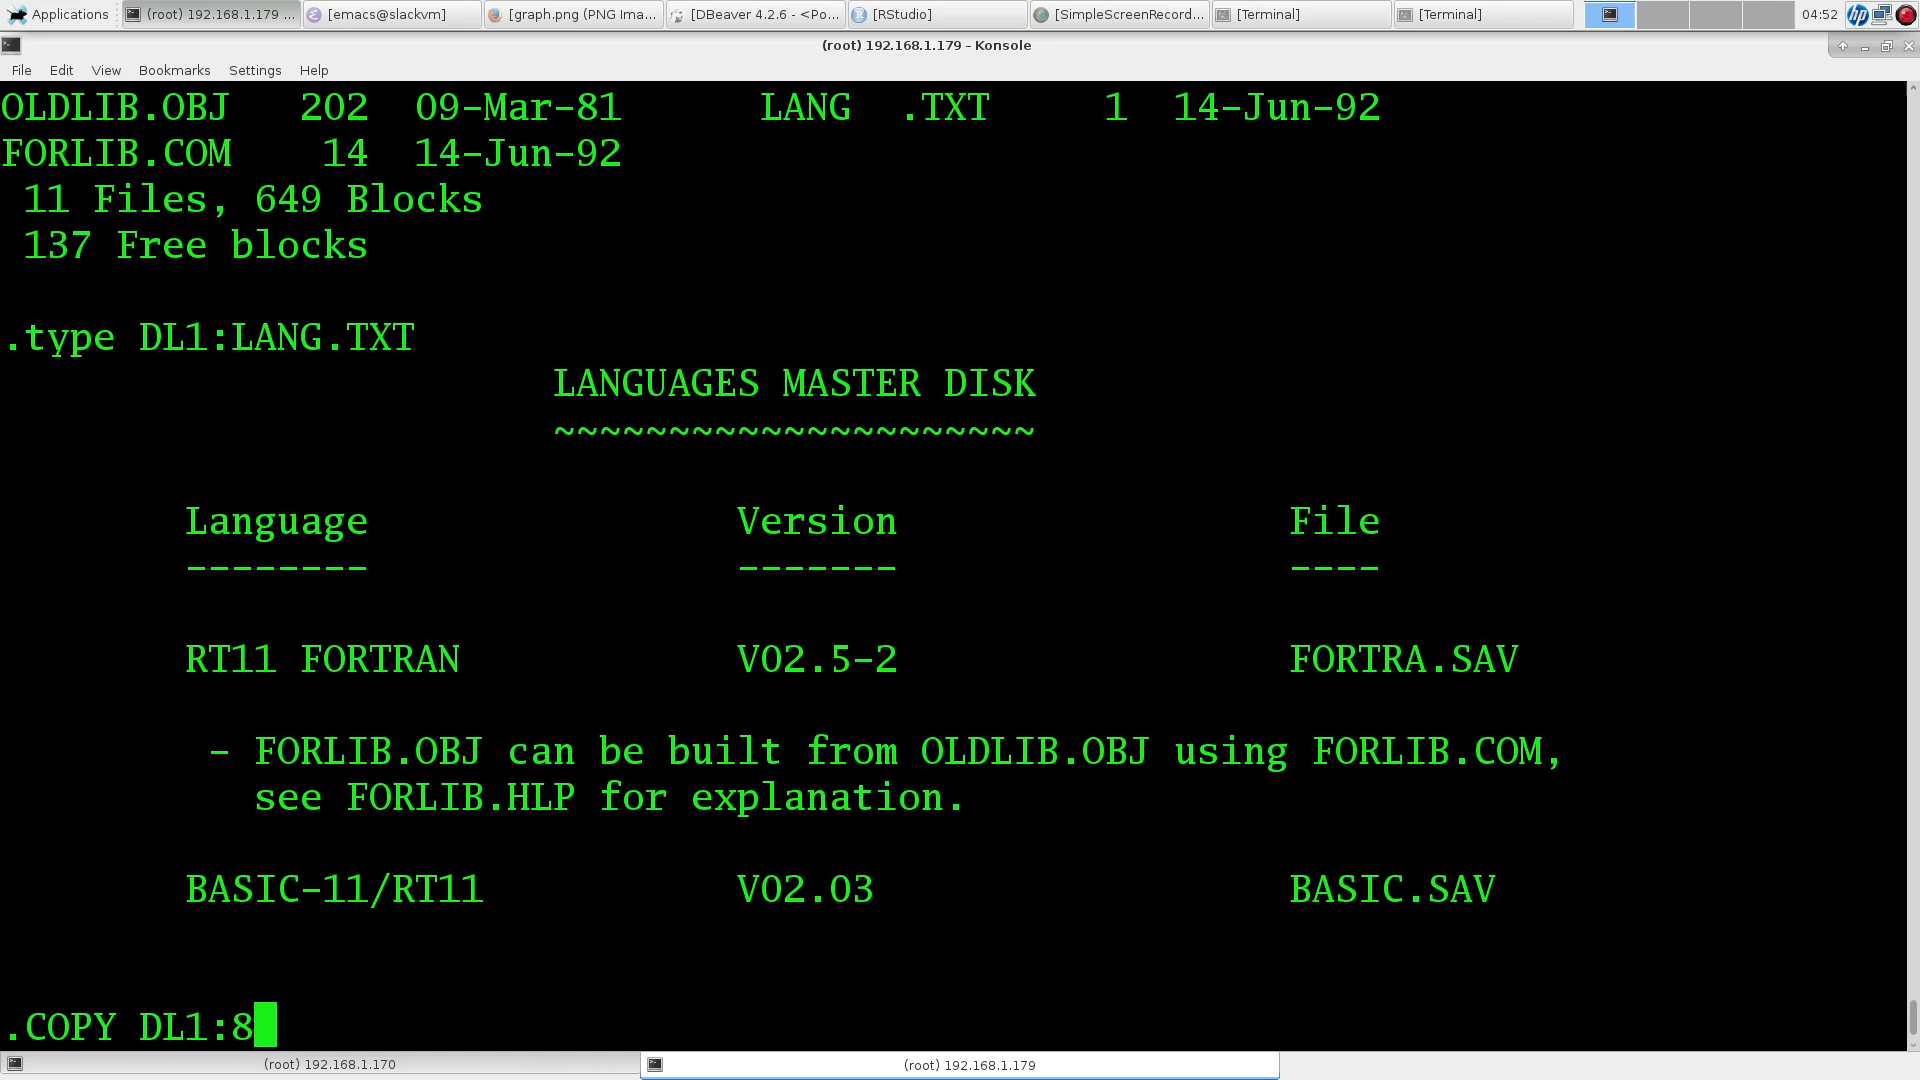 Applications (root) 192.168.1.179 ... [emacs@slackvm] [graph.png (PNG Ima... [DBeaver 4.2.6 - <Po... [RStudio] [SimpleScreenRecord... [Terminal] [Terminal] 04:52
(root) 192.168.1.179 - Konsole
File Edit View Bookmarks Settings Help
OLDLIB.OBJ 202 09-Mar-81 LANG .TXT 1 14-Jun-92
FORLIB.COM 14 14-Jun-92
11 Files, 649 Blocks
137 Free blocks
.type DL1:LANG.TXT
LANGUAGES MASTER DISK
~~~~~~~~~~~~~~~~~~~~~
Language Version File
-------- ------- ----
RT11 FORTRAN V02.5-2 FORTRA.SAV
- FORLIB.OBJ can be built from OLDLIB.OBJ using FORLIB.COM,
see FORLIB.HLP for explanation.
BASIC-11/RT11 V02.03 BASIC.SAV
.COPY DL1:8
(root) 192.168.1.170 (root) 192.168.1.179